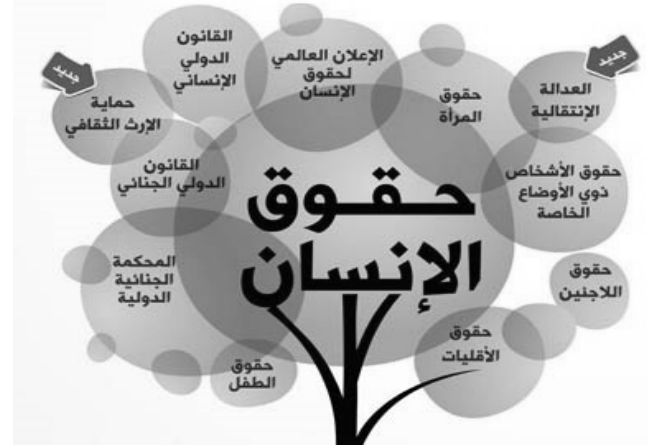 جديد
العدالة
الإنتقالية
حقوق
المرأة
الإعلان العالمي
لحقوق
الإنسان
القانون
الدولي
الإنساني
جديد
حماية
الإرث الثقافي
القانون
الدولي الجنائي
حقوق الأشخاص
ذوي الأوضاع
الخاصة
حقـوق
الإنسان
المحكمة
الجنائية
الدولية
حقوق
اللاجئين
حقوق
الأقليات
حقوق
الطفل